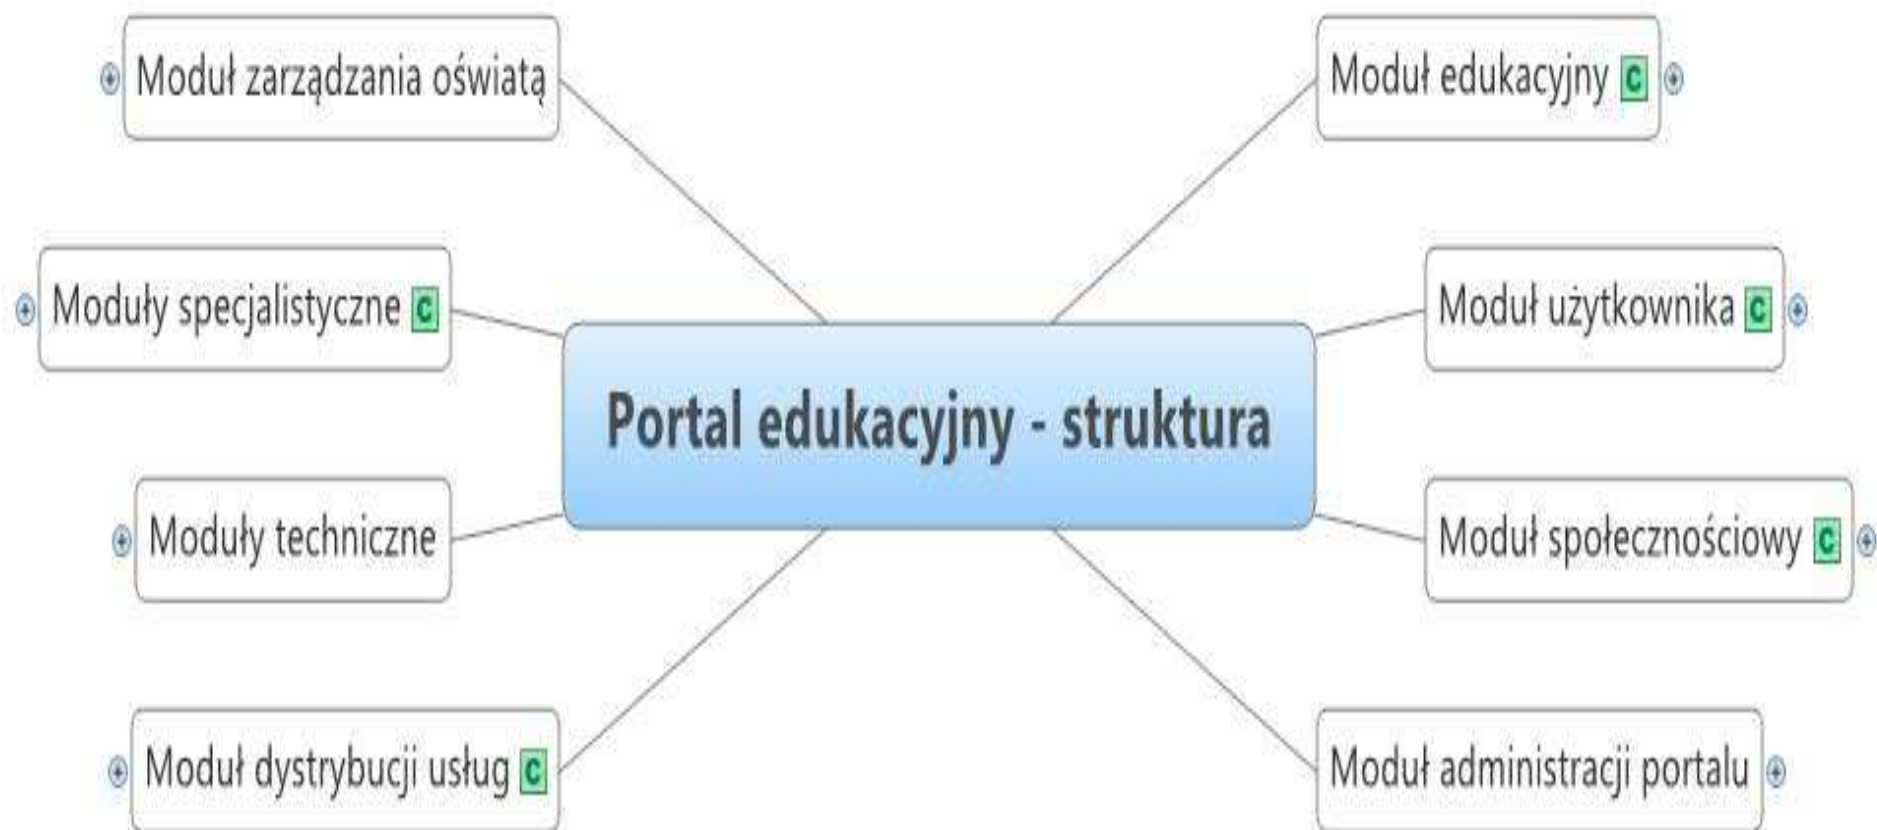 Moduł zarządzania oświatą
Moduł edukacyjny C
Moduły specjalistyczne C
Moduł użytkownika C
Portal edukacyjny - struktura
Moduły techniczne
Moduł społecznościowy C
Moduł dystrybucji usług C
Moduł administracji portalu